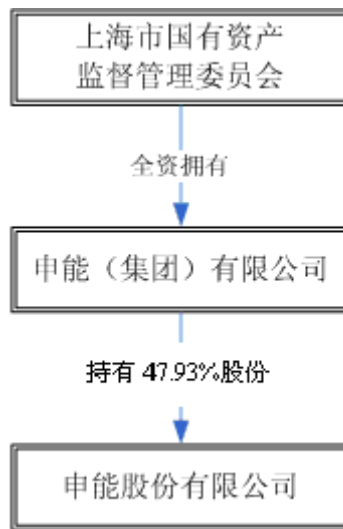 上海市国有资产
监督管理委员会
全资拥有
申能（集团）有限公司
持有 47.93%股份
申能股份有限公司